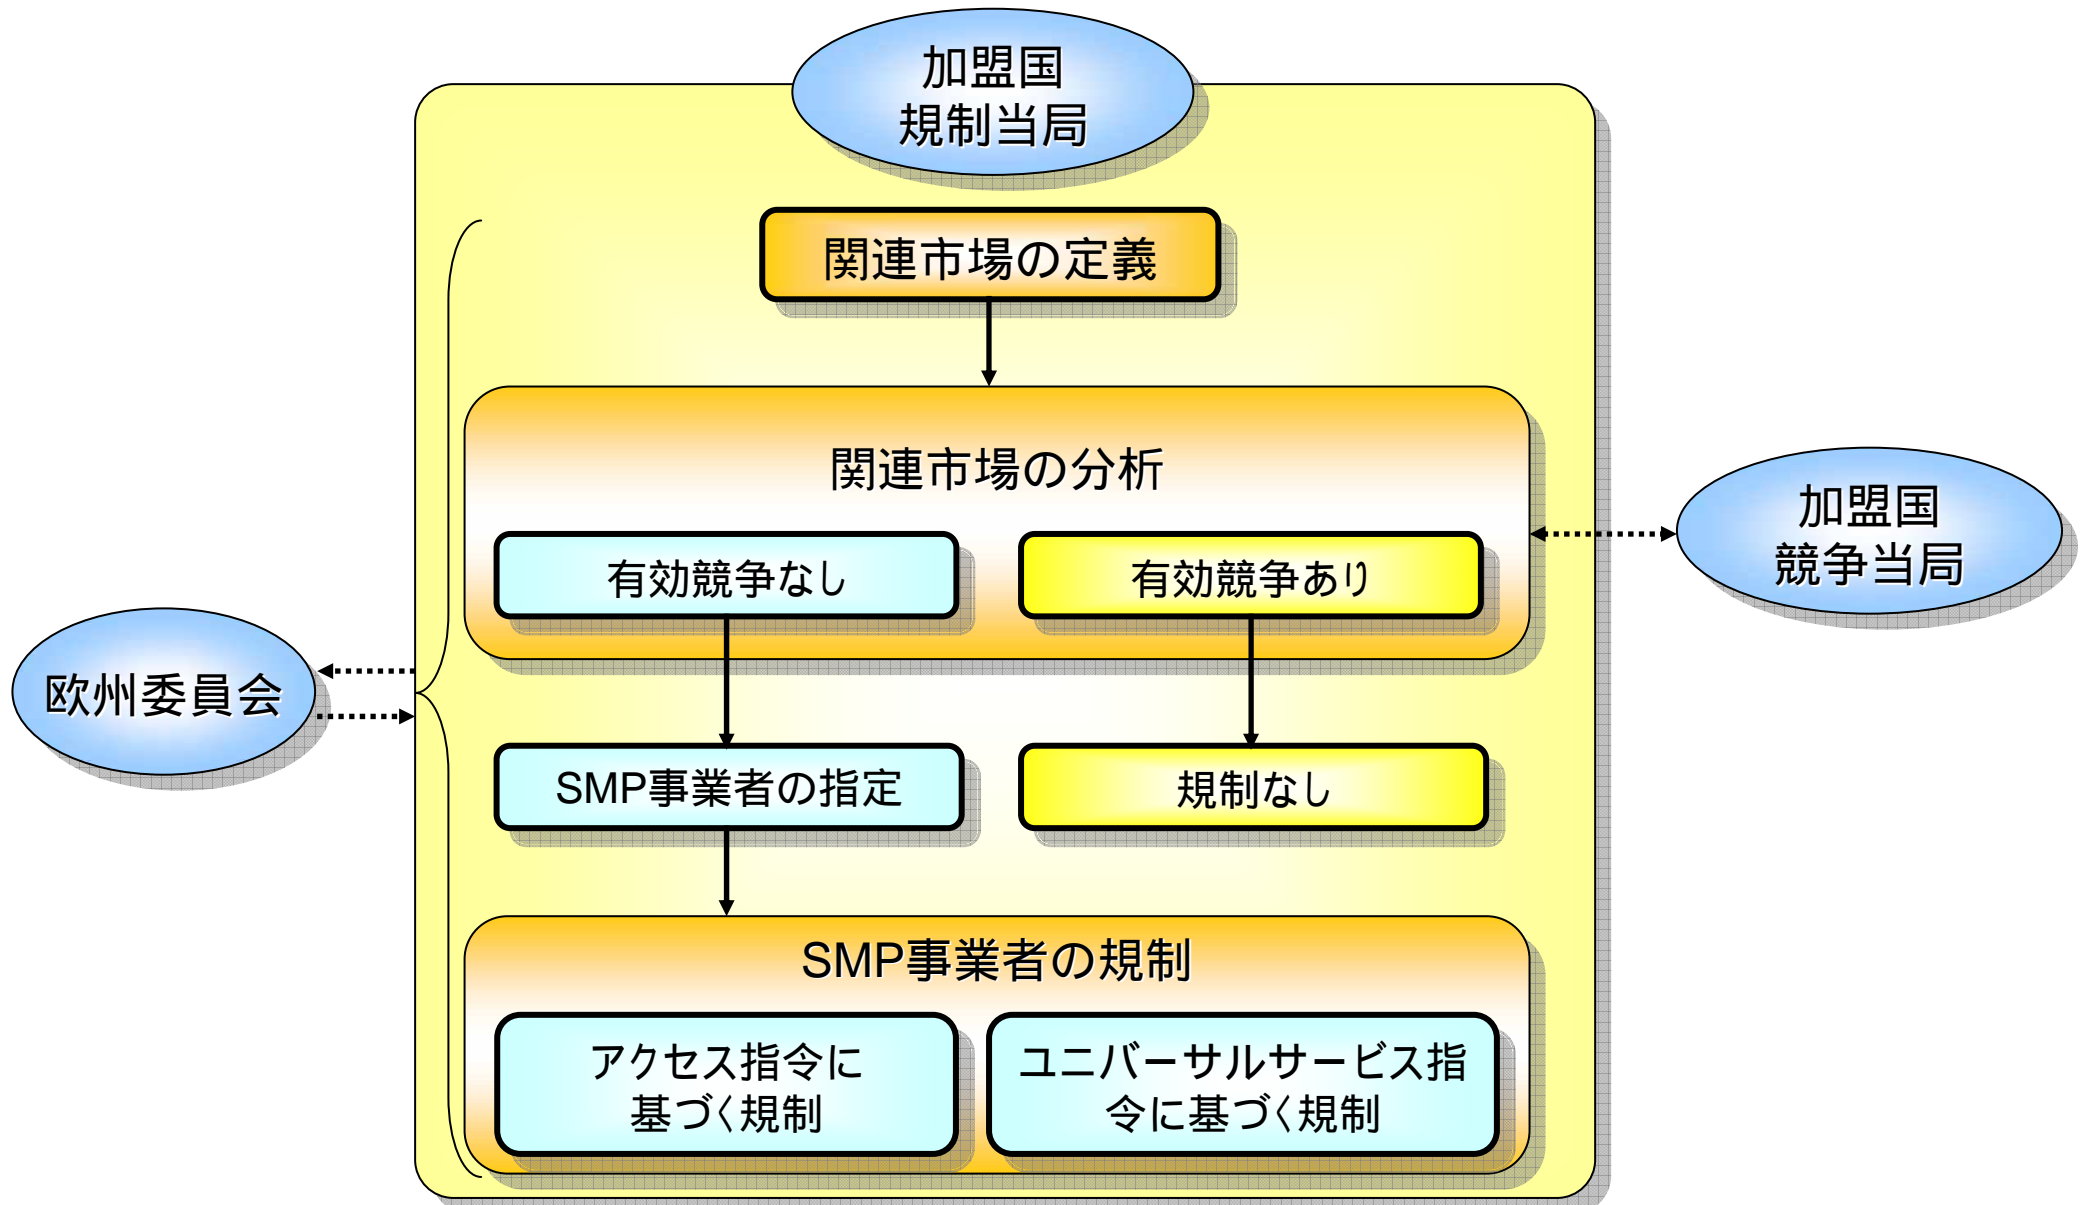 加盟国
規制当局
関連市場の定義
関連市場の分析
有効競争なし
有効競争あり
加盟国
競争当局
欧州委員会
SMP事業者の指定
規制なし
SMP事業者の規制
アクセス指令に
基づく規制
ユニバーサルサービス指
令に基づく規制